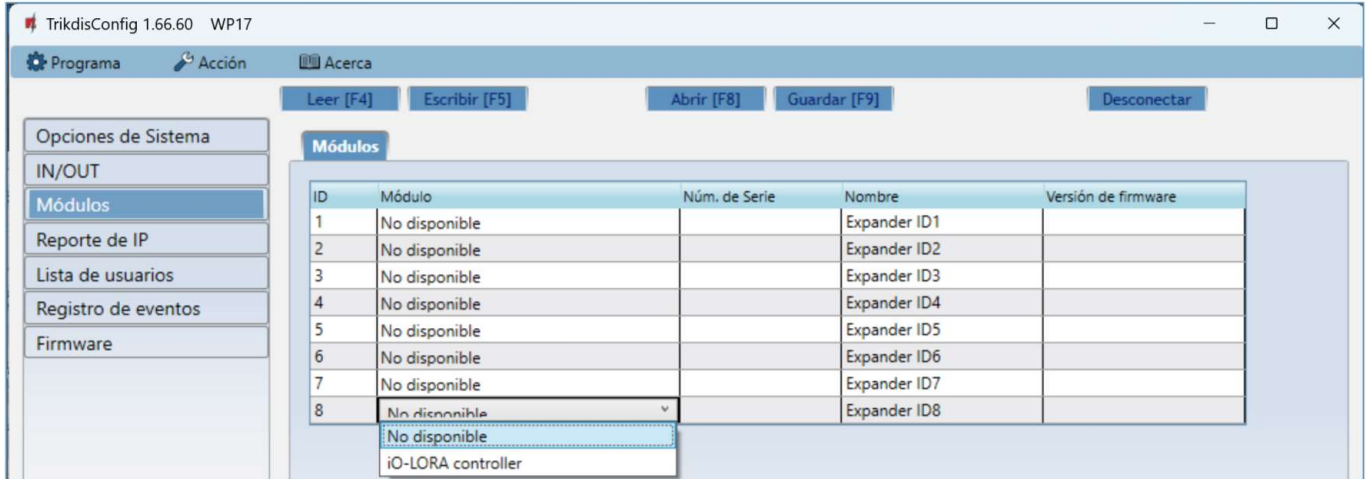 TrikdisConfig 1.66.60 WP17
Programa Acción Acerca
Leer [F4] Escribir [F5] Abrir [F8] Guardar [F9] Desconectar
Opciones de Sistema
IN/OUT
Módulos
Reporte de IP
Lista de usuarios
Registro de eventos
Firmware
Módulos
ID Módulo Núm. de Serie Nombre Versión de firmware
1 No disponible Expander ID1
2 No disponible Expander ID2
3 No disponible Expander ID3
4 No disponible Expander ID4
5 No disponible Expander ID5
6 No disponible Expander ID6
7 No disponible Expander ID7
8 No disponible Expander ID8
No disponible
iO-LORA controller